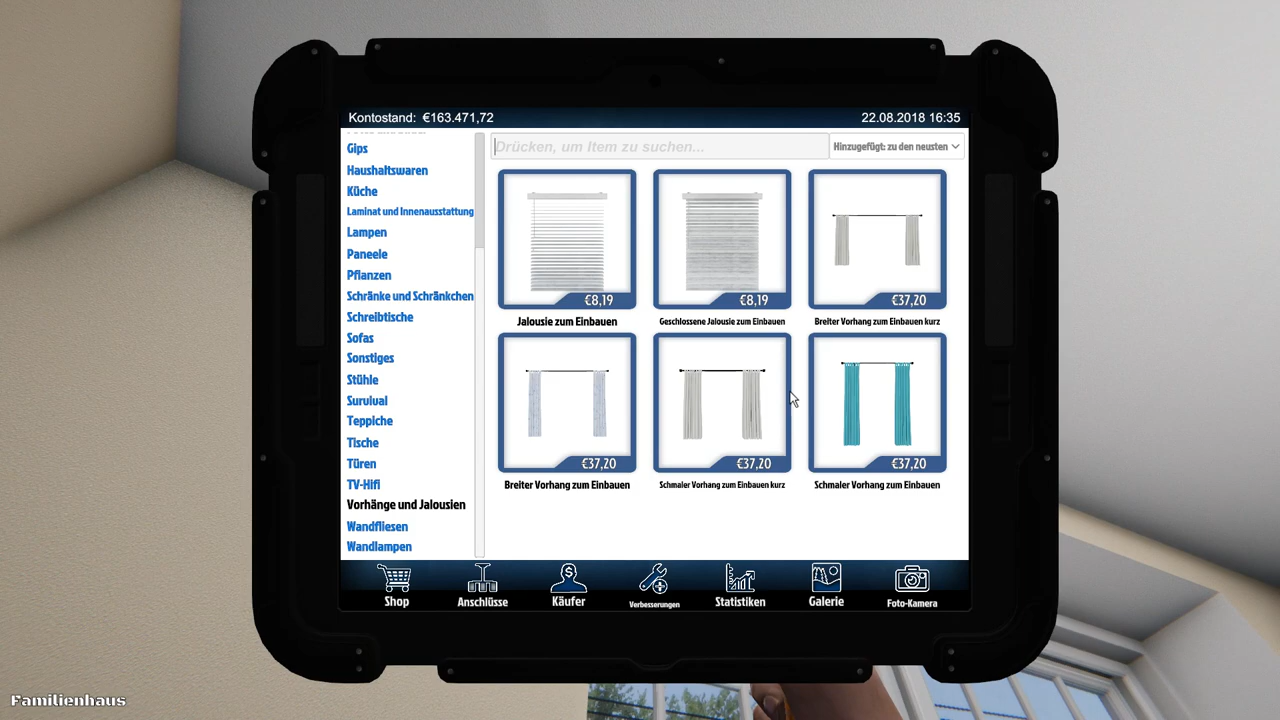 Kontostand: €163.471,72
22.08.2018 16:35
Gips
Haushaltswaren
Küche
Laminat und Innenausstattung
Lampen
Paneele
Pflanzen
Schränke und Schränkchen
Schreibtische
Sofas
Sonstiges
Stühle
Survival
Teppiche
Tische
Türen
TV-Hifi
Vorhänge und Jalousien
Wandfliesen
Wandlampen
Drücken, um Item zu suchen...
Hinzugefügt: zu den neusten
€8,19
€8,19
€37,20
Jalousie zum Einbauen
Geschlossene Jalousie zum Einbauen
Breiter Vorhang zum Einbauen kurz
€37,20
€37,20
€37,20
Breiter Vorhang zum Einbauen
Schmaler Vorhang zum Einbauen kurz
Schmaler Vorhang zum Einbauen
Shop
Anschlüsse
Käufer
Verbesserungen
Statistiken
Galerie
Foto-Kamera
Familienhaus